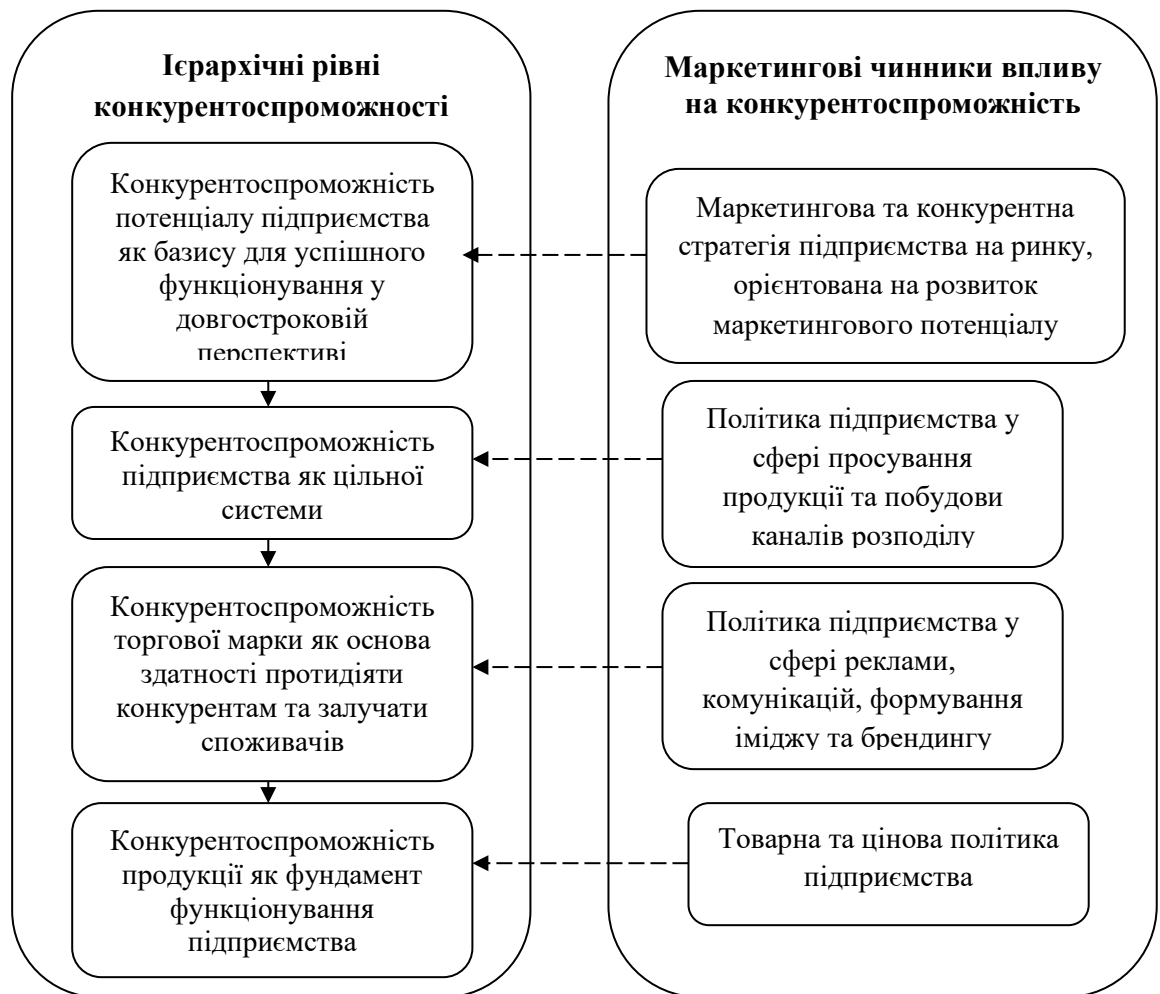 Ієрархічні рівні
конкурентоспроможності
Конкурентоспроможність
потенціалу підприємства
як базису для успішного
функціонування у
довгостроковій
перспективі
Конкурентоспроможність
підприємства як цільної
системи
Конкурентоспроможність
торгової марки як основа
здатності протидіяти
конкурентам та залучати
споживачів
Конкурентоспроможність
продукції як фундамент
функціонування
підприємства
Маркетингові чинники впливу
на конкурентоспроможність
Маркетингова та конкурентна
стратегія підприємства на ринку,
орієнтована на розвиток
маркетингового потенціалу
Політика підприємства у
сфері просування
продукції та побудови
каналів розподілу
Політика підприємства у
сфері реклами,
комунікацій, формування
іміджу та брендингу
Товарна та цінова політика
підприємства